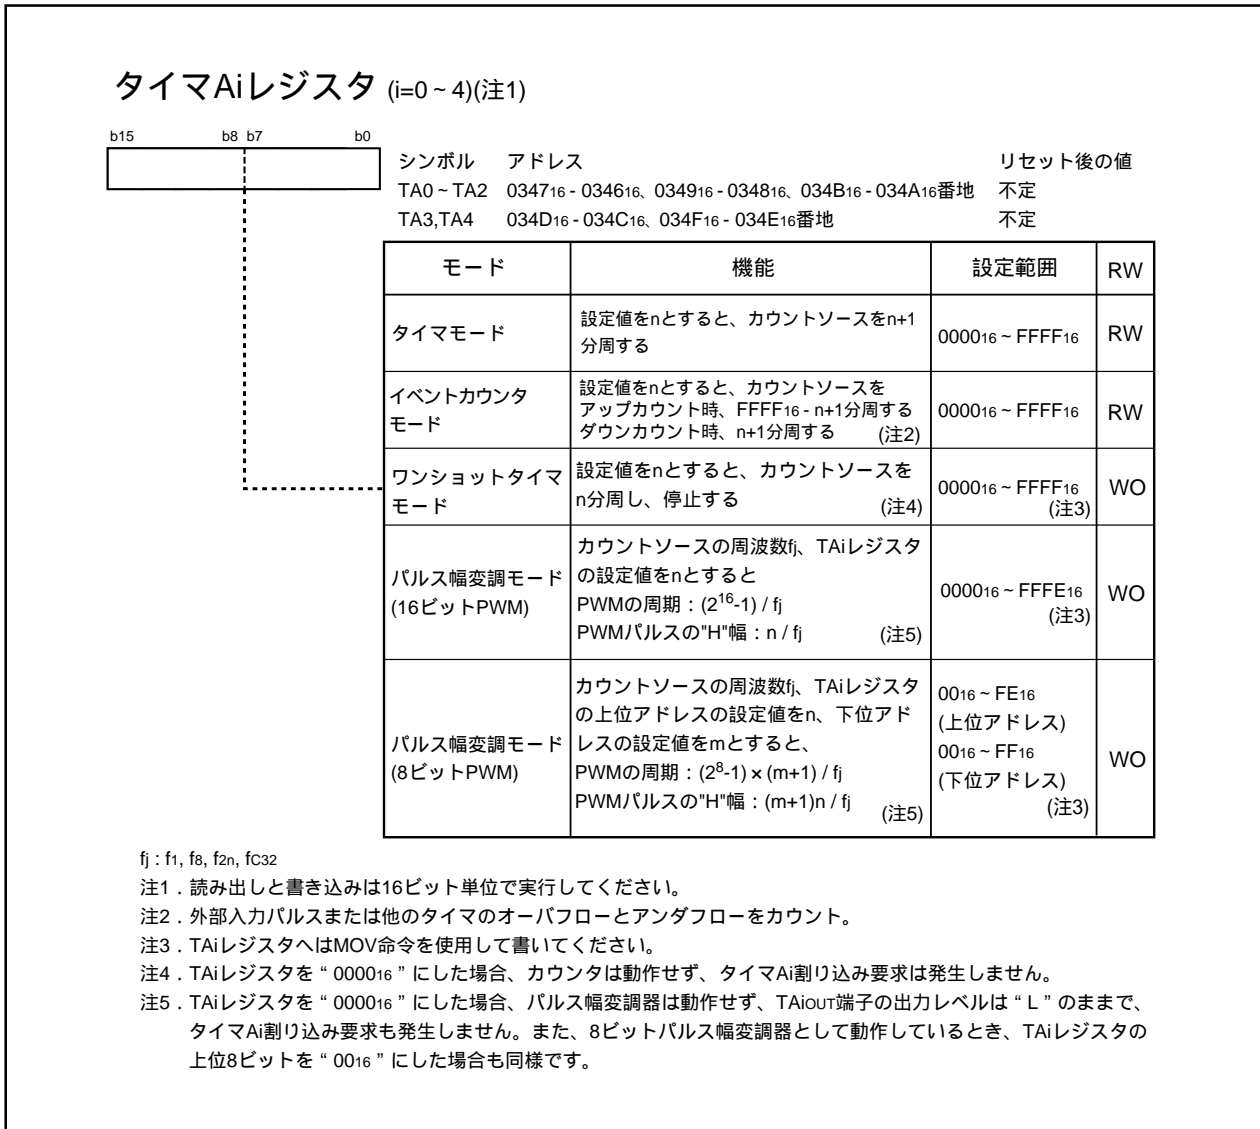 タイマAiレジスタ (i=0 ~ 4)(注1)
b15 b8 b7 b0
シンボル アドレス リセット後の値
TA0 ~ TA2 034716 - 034616、034916 - 034816、034B16 - 034A16番地 不定
TA3,TA4 034D16 - 034C16、034F16 - 034E16番地 不定
モード 機能 設定範囲 RW
タイマモード
設定値をnとすると、カウントソースをn+1
分周する
000016 ~ FFFF16
RW
イベントカウンタ
モード
設定値をnとすると、カウントソースを
アップカウント時、FFFF16 - n+1分周する
ダウンカウント時、n+1分周する (注2)
000016 ~ FFFF16
RW
ワンショットタイマ
モード
設定値をnとすると、カウントソースを
n分周し、停止する (注4)
000016 ~ FFFF16
(注3)
WO
パルス幅変調モード
(16ビットPWM)
カウントソースの周波数fj、TAiレジスタ
の設定値をnとすると
PWMの周期:(2^16-1) / fj
PWMパルスの"H"幅:n / fj (注5)
000016 ~ FFFE16
(注3)
WO
パルス幅変調モード
(8ビットPWM)
カウントソースの周波数fj、TAiレジスタ
の上位アドレスの設定値をn、下位アド
レスの設定値をmとすると、
PWMの周期:(2^8-1) × (m+1) / fj
PWMパルスの"H"幅:(m+1)n / fj (注5)
0016 ~ FE16
(上位アドレス)
0016 ~ FF16
(下位アドレス)
(注3)
WO
fj : f1, f8, f2n, fC32
注1．読み出しと書き込みは16ビット単位で実行してください。
注2．外部入力パルスまたは他のタイマのオーバフローとアンダフローをカウント。
注3．TAiレジスタへはMOV命令を使用して書いてください。
注4．TAiレジスタを“000016”にした場合、カウンタは動作せず、タイマAi割り込み要求は発生しません。
注5．TAiレジスタを“000016”にした場合、パルス幅変調器は動作せず、TAiOUT端子の出力レベルは“L”のままで、
タイマAi割り込み要求も発生しません。また、8ビットパルス幅変調器として動作しているとき、TAiレジスタの
上位8ビットを“0016”にした場合も同様です。